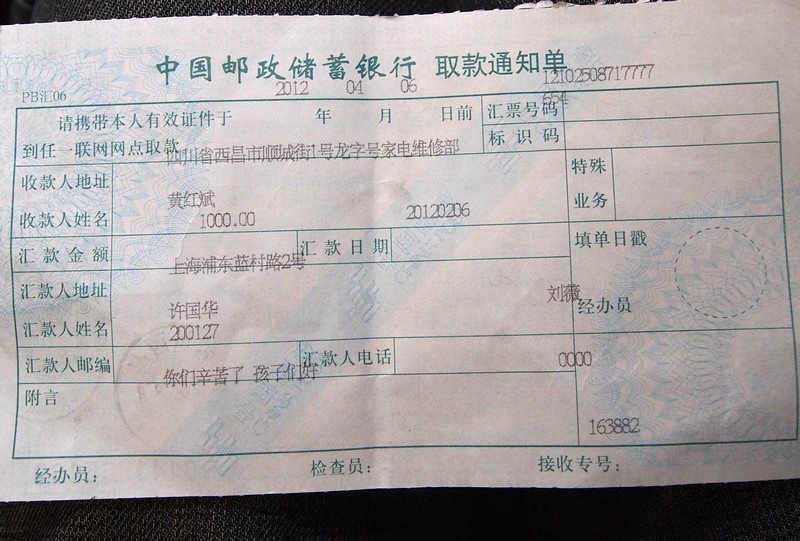 中国邮政储蓄银行 取款通知单
12102508717777
PB汇06
2012 04 06
654
请携带本人有效证件于 年 月 日前
汇票号码
到任一联网网点取款
标识码
四川省西昌市顺城街1号龙字号家电维修部
收款人地址
特殊
业务
黄红斌
收款人姓名
1000.00 20120206
汇款金额 汇款日期
填单日戳
上海浦东蓝村路2号
汇款人地址
刘薇
经办员
许国华
汇款人姓名
200127
汇款人邮编 汇款人电话
0000
你们辛苦了 孩子们好
附言
163882
经办员: 检查员: 接收专号: